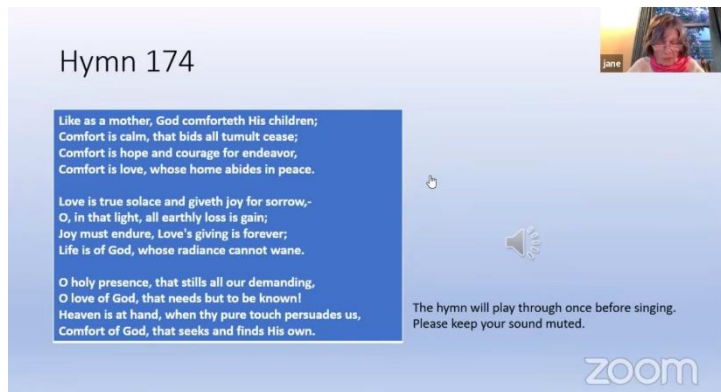 Hymn 174
jane
Like as a mother, God comforteth His children;
Comfort is calm, that bids all tumult cease;
Comfort is hope and courage for endeavor,
Comfort is love, whose home abides in peace.
Love is true solace and giveth joy for sorrow,-
O, in that light, all earthly loss is gain;
Joy must endure, Love's giving is forever;
Life is of God, whose radiance cannot wane.
O holy presence, that stills all our demanding,
O love of God, that needs but to be known!
Heaven is at hand, when thy pure touch persuades us,
Comfort of God, that seeks and finds His own.
The hymn will play through once before singing.
Please keep your sound muted.
zoom